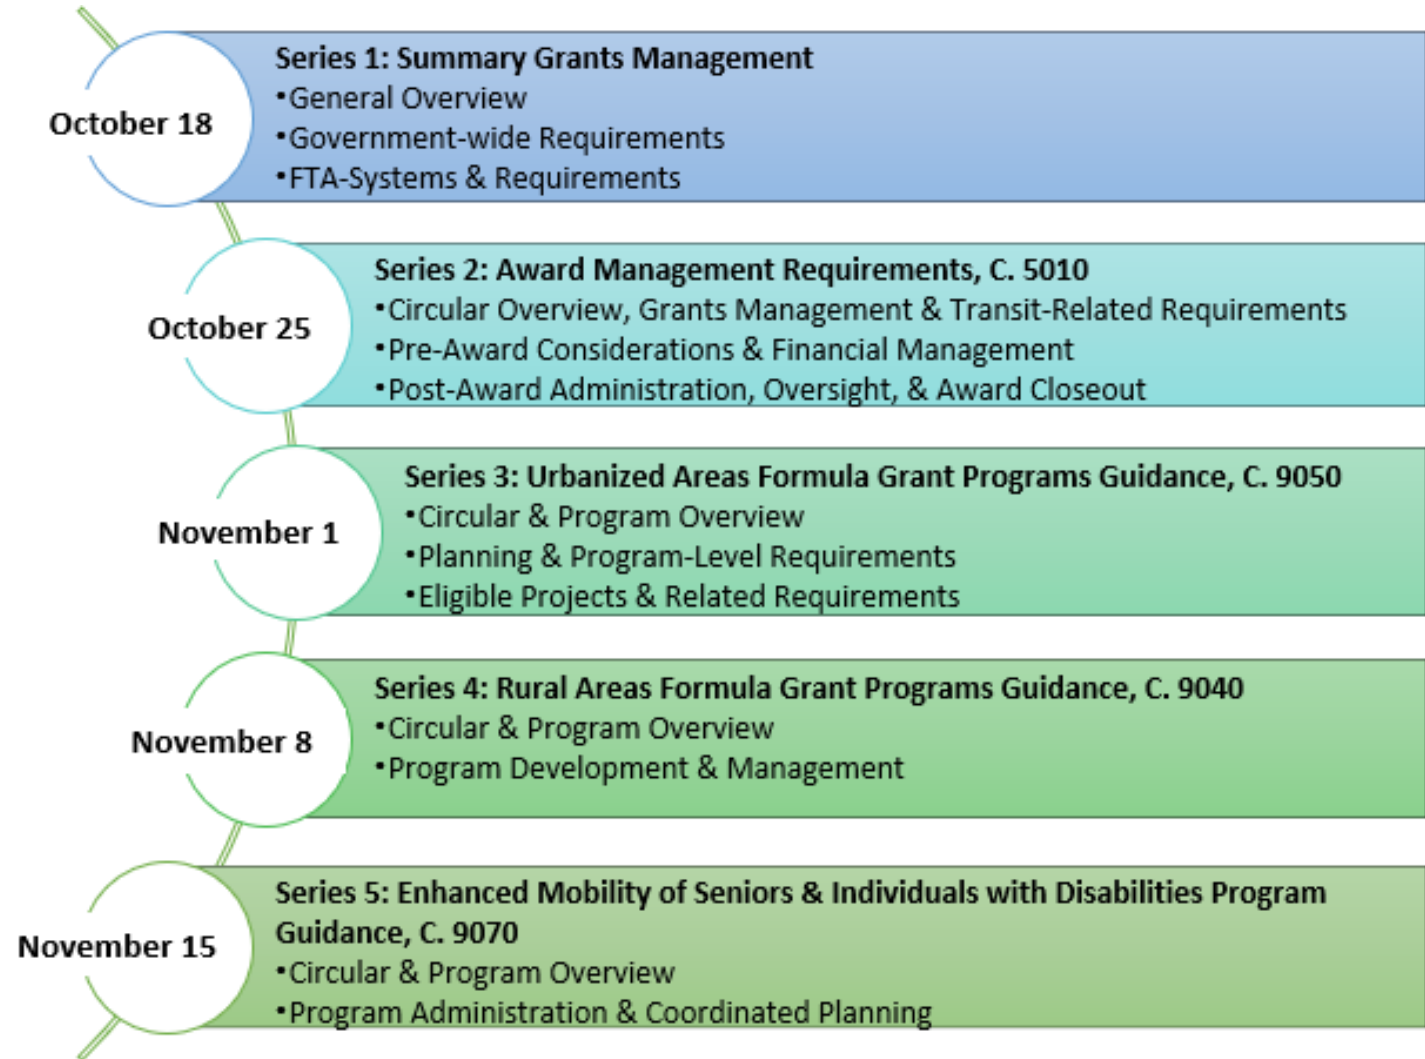 October 18
Series 1: Summary Grants Management
•General Overview
•Government-wide Requirements
•FTA-Systems & Requirements
October 25
Series 2: Award Management Requirements, C. 5010
•Circular Overview, Grants Management & Transit-Related Requirements
•Pre-Award Considerations & Financial Management
•Post-Award Administration, Oversight, & Award Closeout
November 1
Series 3: Urbanized Areas Formula Grant Programs Guidance, C. 9050
•Circular & Program Overview
•Planning & Program-Level Requirements
•Eligible Projects & Related Requirements
November 8
Series 4: Rural Areas Formula Grant Programs Guidance, C. 9040
•Circular & Program Overview
•Program Development & Management
November 15
Series 5: Enhanced Mobility of Seniors & Individuals with Disabilities Program
Guidance, C. 9070
•Circular & Program Overview
•Program Administration & Coordinated Planning